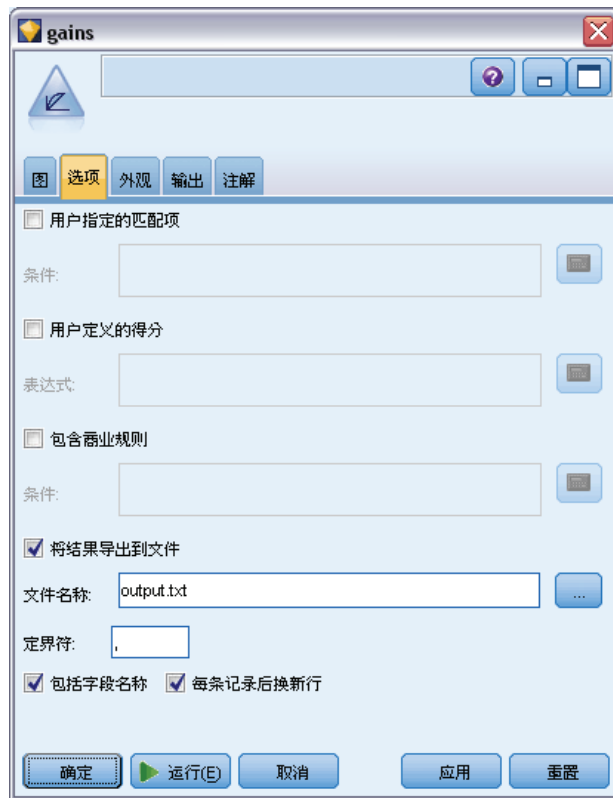 gains
图 选项 外观 输出 注解
用户指定的匹配项
条件:
用户定义的得分
表达式:
包含商业规则
条件:
将结果导出到文件
文件名称: output.txt ...
定界符: ,
包括字段名称 每条记录后换新行
确定 运行(E) 取消 应用 重置